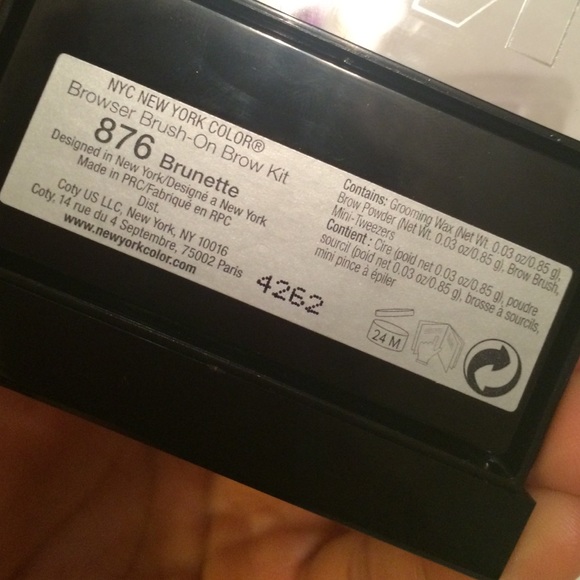 NYC NEW YORK COLOR®
Browser Brush-On Brow Kit
876 Brunette
Designed in New York/Designé a New York
Made in PRC/Fabriqué en RPC
Dist.
Coty US LLC, New York, NY 10016
Coty, 14 rue du 4 Septembre, 75002 Paris
www.newyorkcolor.com
4262
Contains: Grooming Wax (Net Wt. 0.03 oz/0.85 g),
Brow Powder (Net Wt. 0.03 oz/0.85 g), Brow Brush,
Mini-Tweezers
Content : Cire (poid net 0.03 oz/0.85 g), poudre
sourcil (poid net 0.03 oz/0.85 g), brosse à sourcils,
mini pince à épiler
24 M